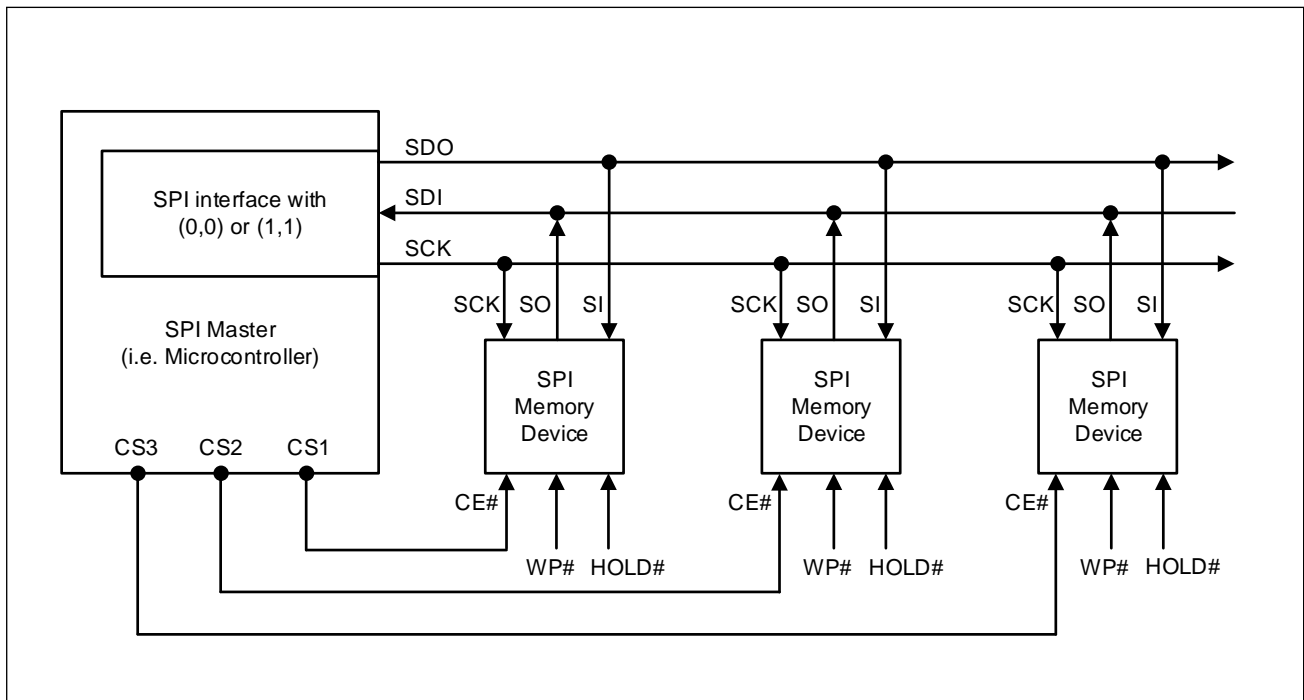 SDO
SPI interface with
(0,0) or (1,1)
SDI
SCK
SPI Master
(i.e. Microcontroller)
SCK SO SI
SCK SO SI
SCK SO SI
SPI
Memory
Device
SPI
Memory
Device
SPI
Memory
Device
CS3 CS2 CS1
CE#
WP# HOLD#
CE#
WP# HOLD#
CE#
WP# HOLD#